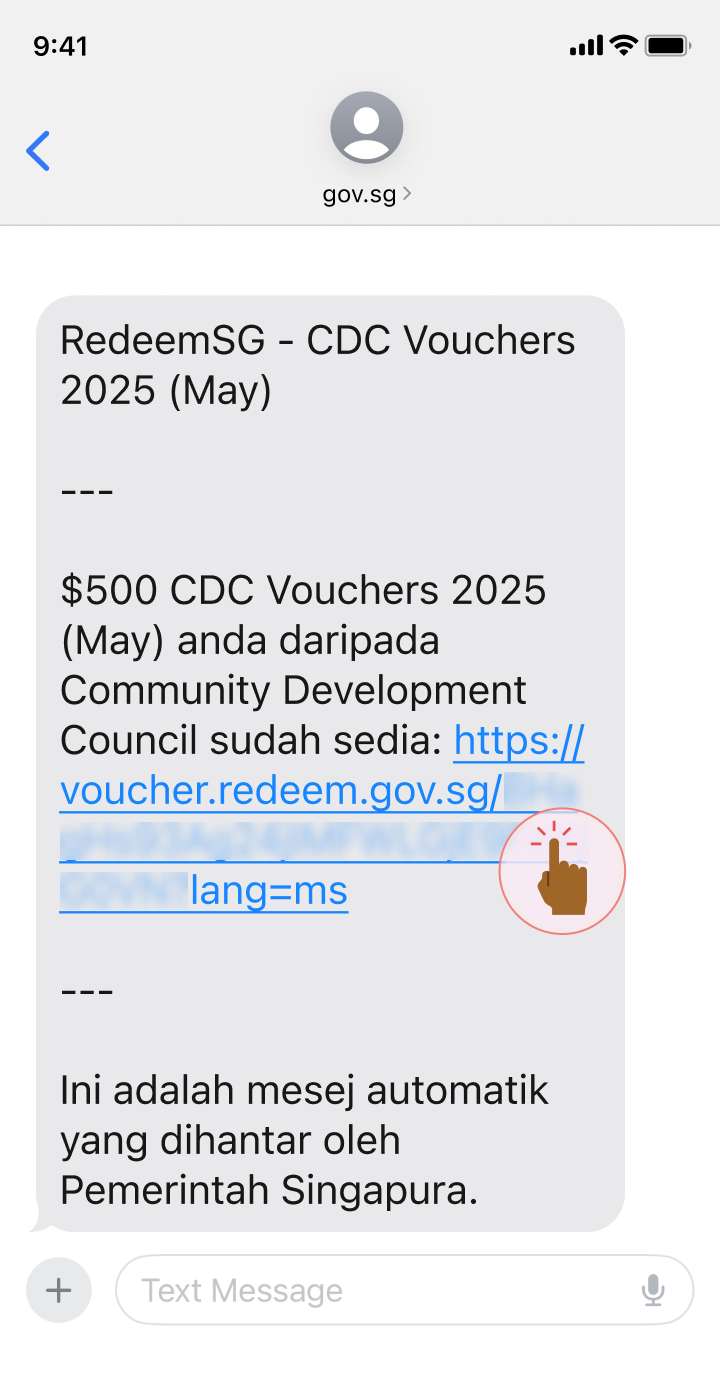 9:41
gov.sg
RedeemSG - CDC Vouchers
2025 (May)
---
$500 CDC Vouchers 2025
(May) anda daripada
Community Development
Council sudah sedia: https://
voucher.redeem.gov.sg/
lang=ms
---
Ini adalah mesej automatik
yang dihantar oleh
Pemerintah Singapura.
Text Message